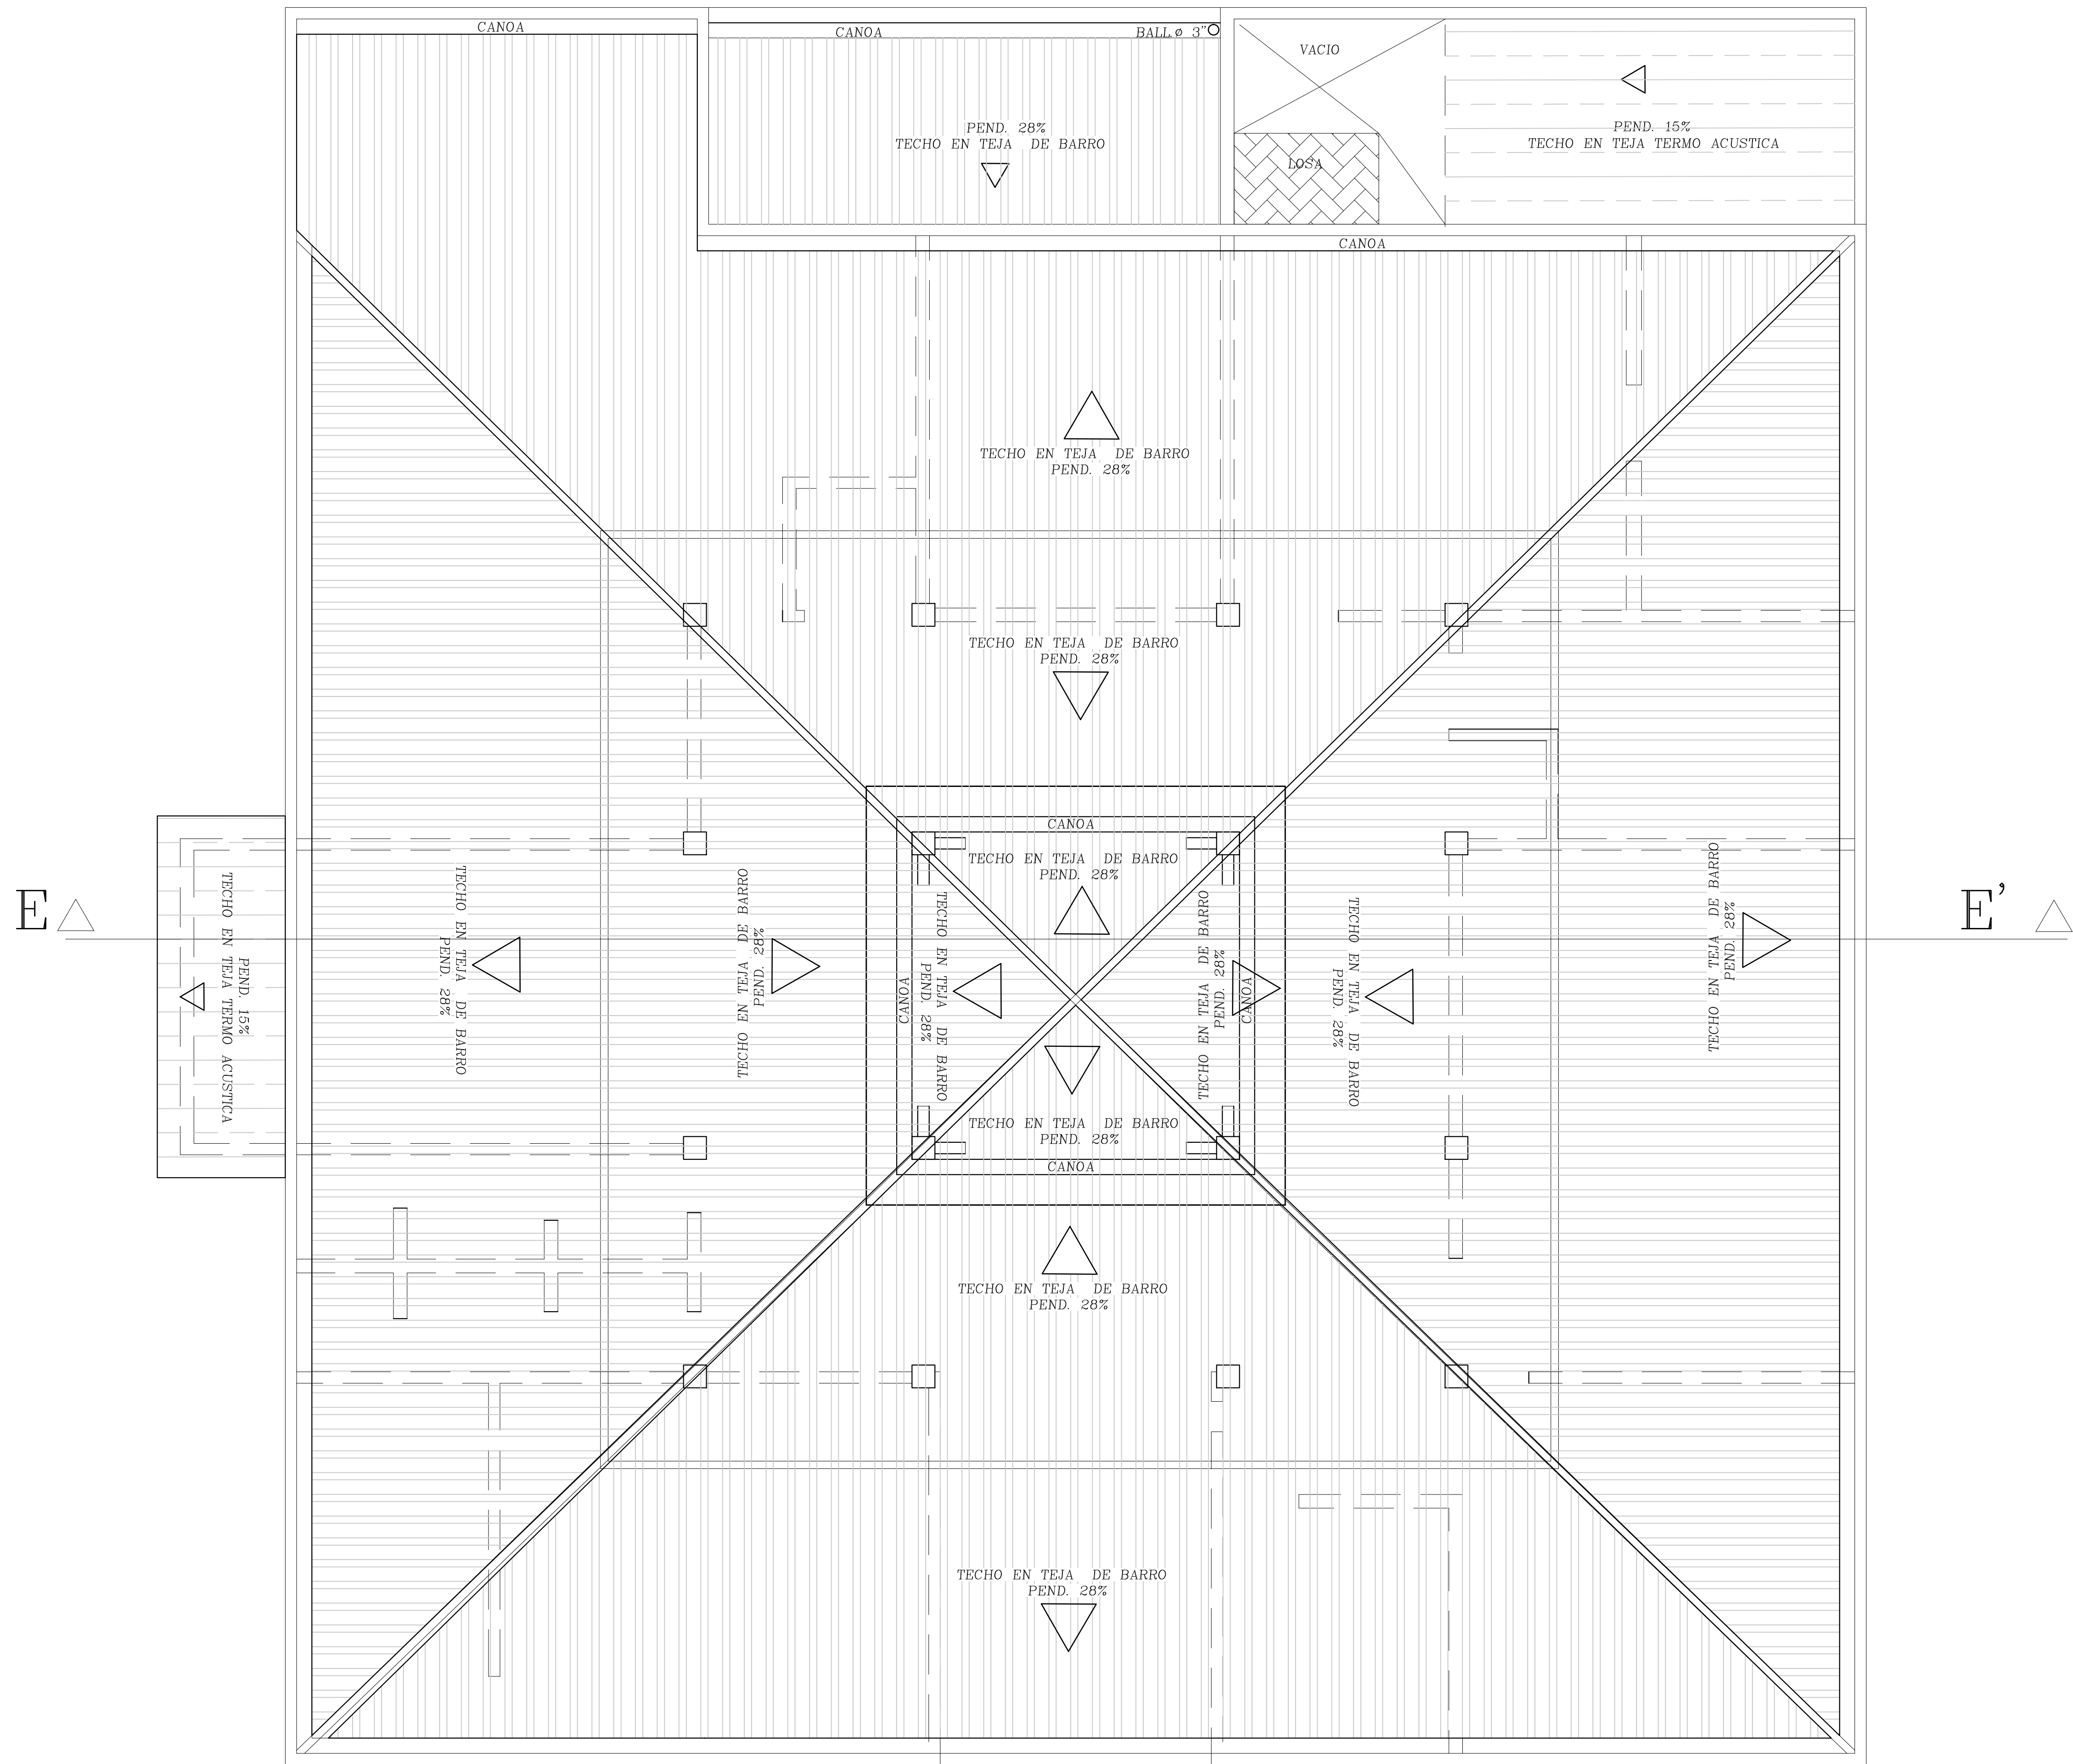 CANOA
CANOA
BALL.ø 3"
VACIO
PEND. 28%
TECHO EN TEJA DE BARRO
PEND. 15%
TECHO EN TEJA TERMO ACUSTICA
LOSA
CANOA
TECHO EN TEJA DE BARRO
PEND. 28%
TECHO EN TEJA DE BARRO
PEND. 28%
CANOA
TECHO EN TEJA DE BARRO
PEND. 28%
E
E'
PEND. 15%
TECHO EN TEJA TERMO ACUSTICA
TECHO EN TEJA DE BARRO
PEND. 28%
TECHO EN TEJA DE BARRO
PEND. 28%
CANOA
TECHO EN TEJA DE BARRO
PEND. 28%
TECHO EN TEJA DE BARRO
PEND. 28%
CANOA
TECHO EN TEJA DE BARRO
PEND. 28%
TECHO EN TEJA DE BARRO
PEND. 28%
TECHO EN TEJA DE BARRO
PEND. 28%
CANOA
TECHO EN TEJA DE BARRO
PEND. 28%
TECHO EN TEJA DE BARRO
PEND. 28%